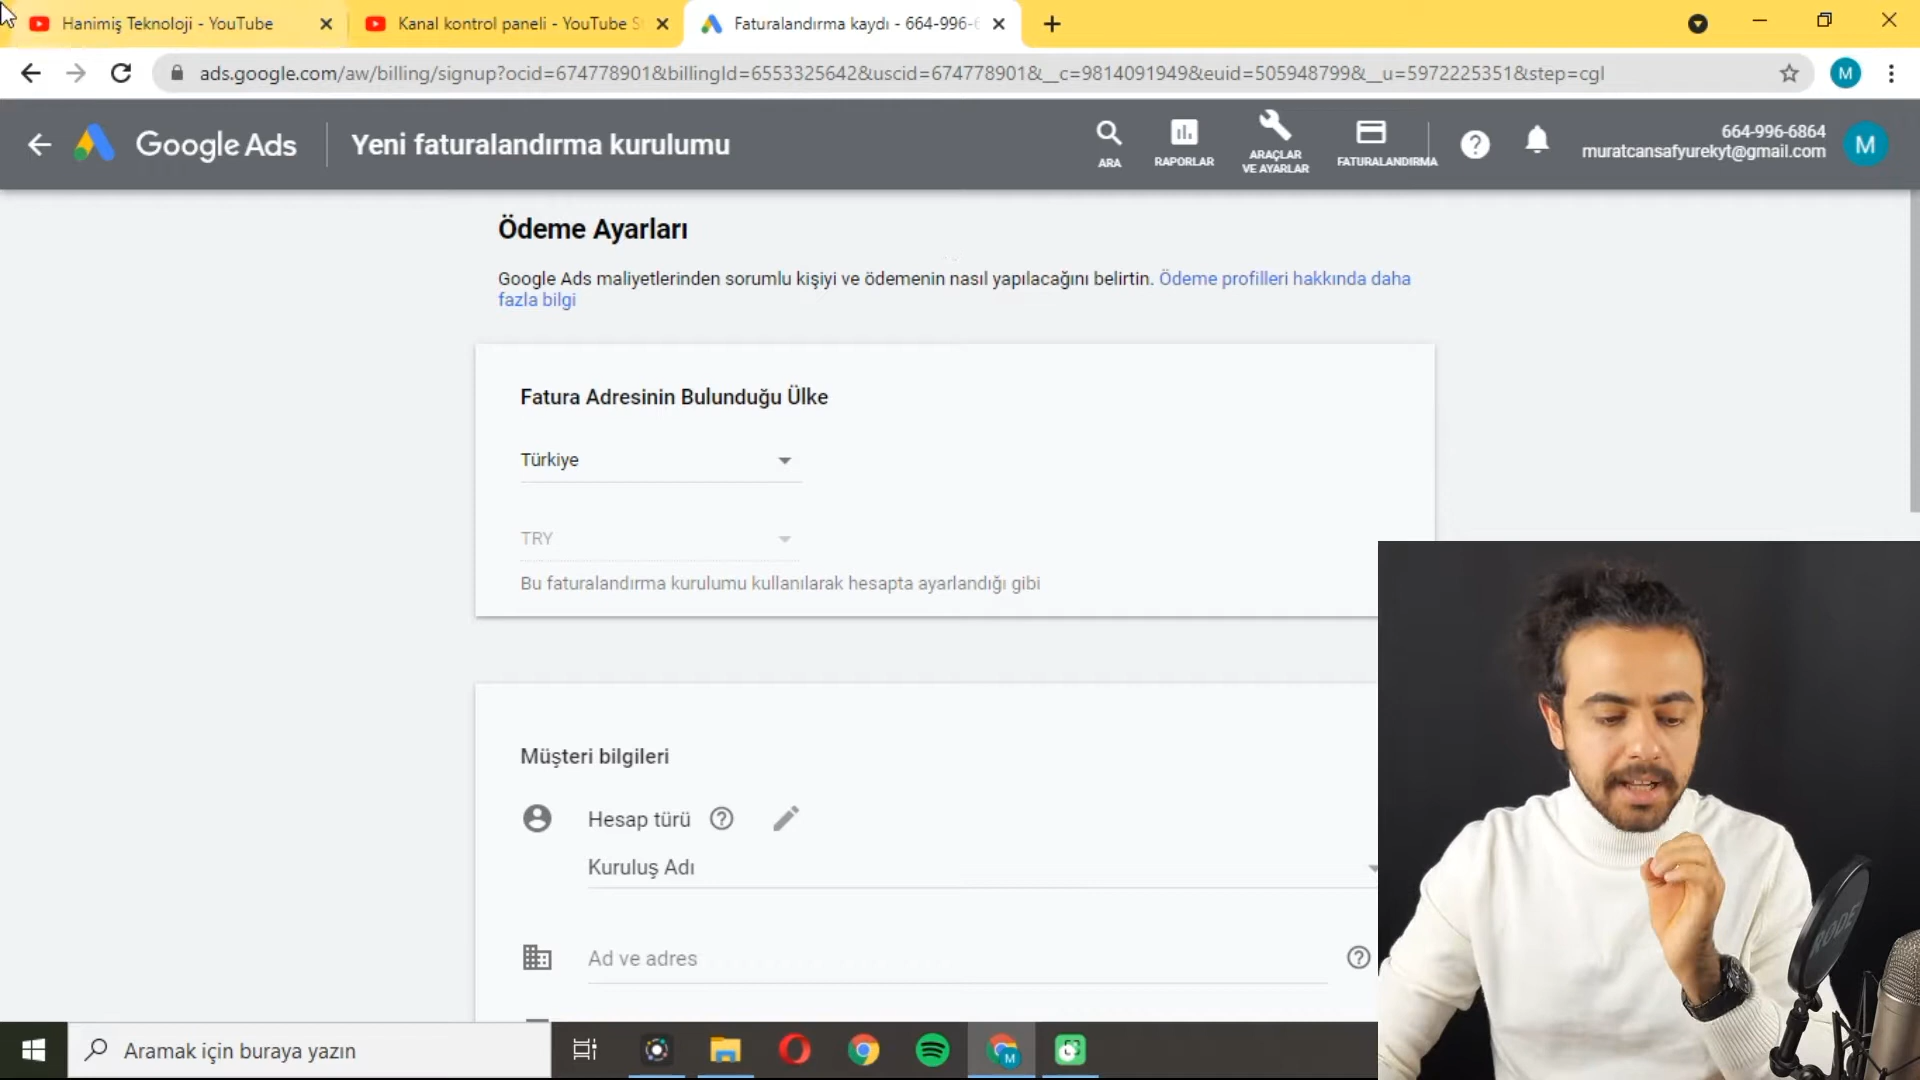 Hanimiş Teknoloji - YouTube
Kanal kontrol paneli - YouTube S
Faturalandırma kaydı - 664-996-6
ads.google.com/aw/billing/signup?ocid=674778901&billingId=6553325642&uscid=674778901&__c=9814091949&euid=505948799&__u=5972225351&step=cgl
M
Google Ads
Yeni faturalandırma kurulumu
ARA
RAPORLAR
ARAÇLAR
VE AYARLAR
FATURALANDIRMA
664-996-6864
muratcansafyurekyt@gmail.com
M
Ödeme Ayarları
Google Ads maliyetlerinden sorumlu kişiyi ve ödemenin nasıl yapılacağını belirtin. Ödeme profilleri hakkında daha
fazla bilgi
Fatura Adresinin Bulunduğu Ülke
Türkiye
TRY
Bu faturalandırma kurulumu kullanılarak hesapta ayarlandığı gibi
Müşteri bilgileri
Hesap türü
Kuruluş Adı
Ad ve adres
RODE
Aramak için buraya yazın
M